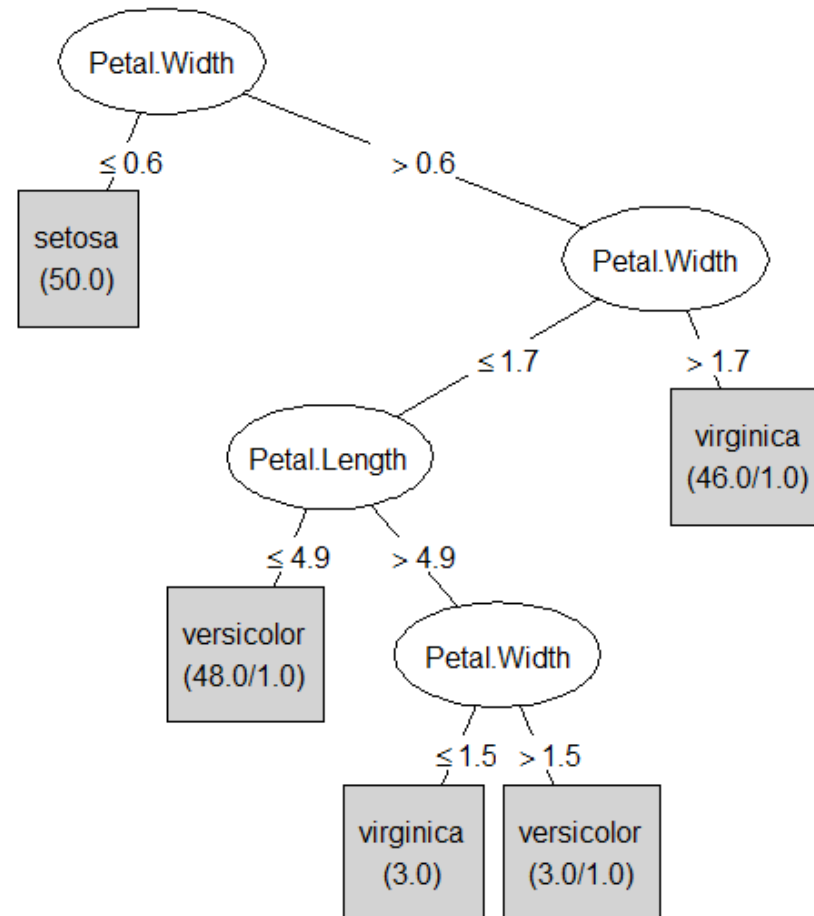 Petal.Width
≤ 0.6
> 0.6
setosa
(50.0)
Petal.Width
≤ 1.7
> 1.7
Petal.Length
virginica
(46.0/1.0)
≤ 4.9
> 4.9
versicolor
(48.0/1.0)
Petal.Width
≤ 1.5
> 1.5
virginica
(3.0)
versicolor
(3.0/1.0)